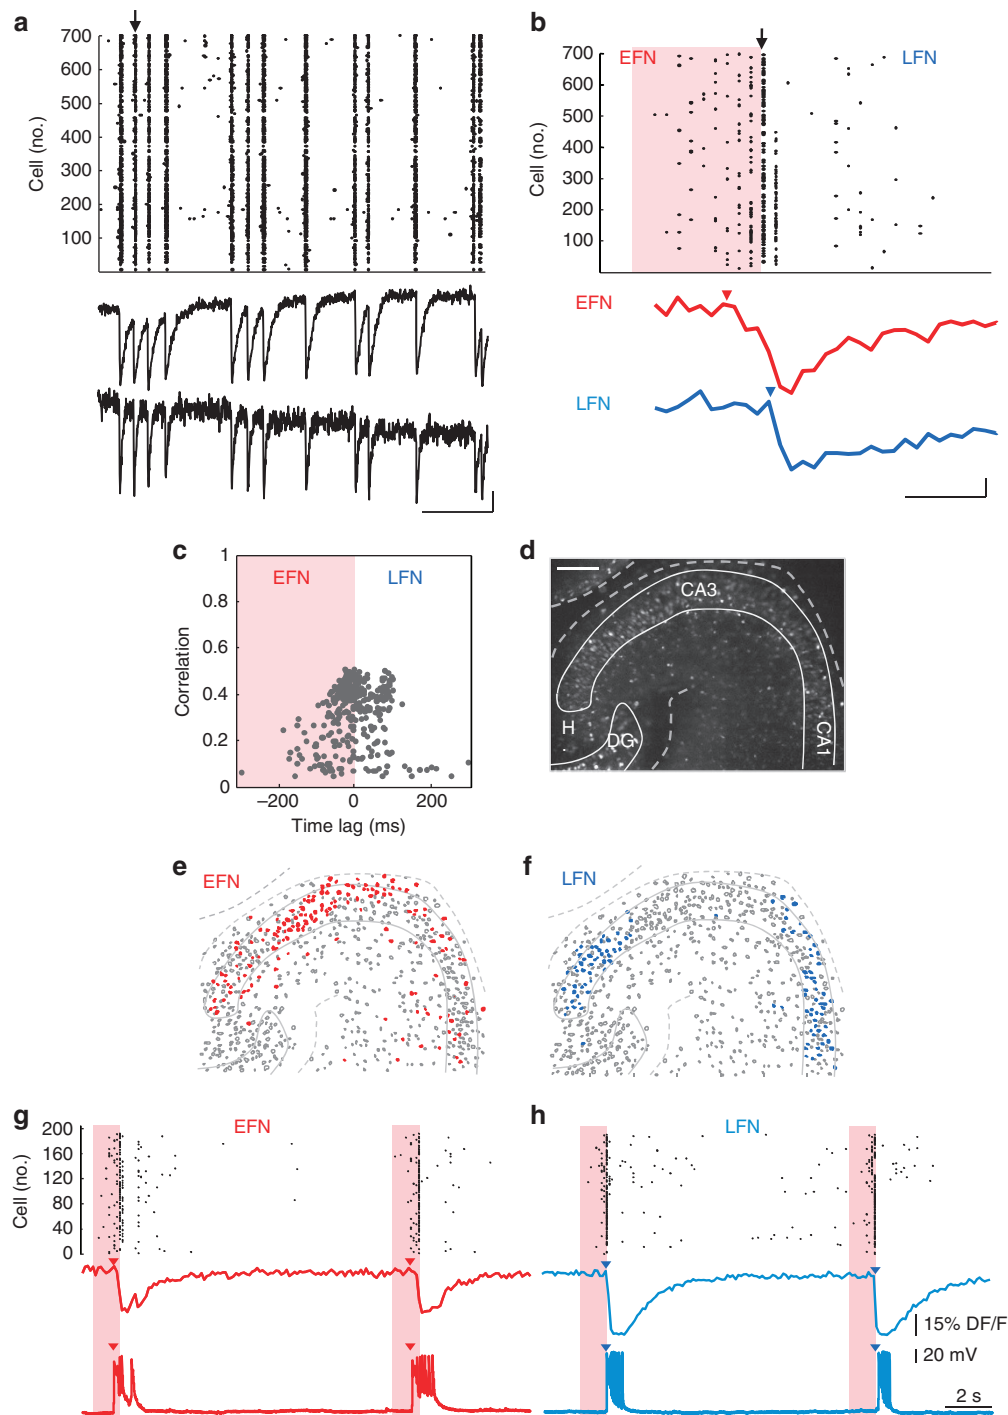 a
700
600
500
400
300
200
100
Cell (no.)
b
EFN
LFN
700
600
500
400
300
200
100
Cell (no.)
EFN
LFN
c
1
0.8
0.6
0.4
0.2
0
Correlation
EFN
LFN
–200
0
200
Time lag (ms)
d
CA3
H
DG
CA1
e
EFN
f
LFN
g
EFN
200
160
120
80
40
0
Cell (no.)
h
LFN
15% DF/F
20 mV
2 s